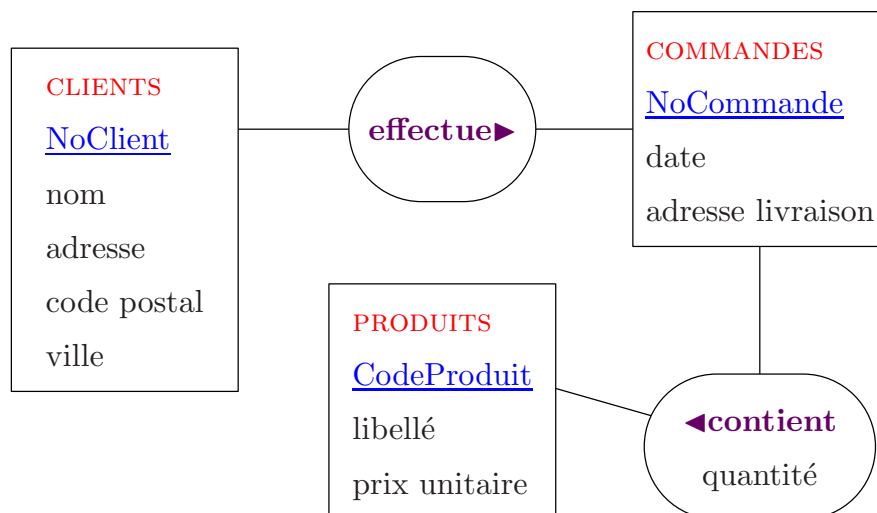 CLIENTS
NoClient
nom
adresse
code postal
ville
effectue▶
COMMANDES
NoCommande
date
adresse livraison
PRODUITS
CodeProduit
libellé
prix unitaire
◀contient
quantité